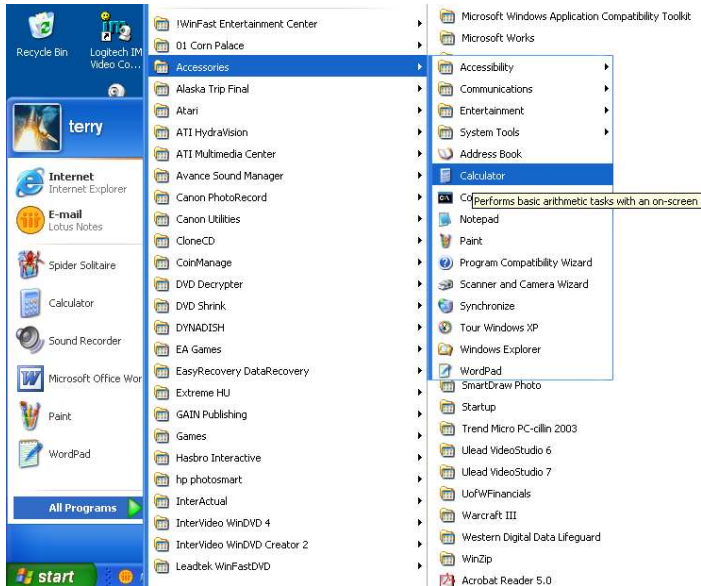 Recycle Bin
Logitech IM
Video Co...
terry
Internet
Internet Explorer
E-mail
Lotus Notes
Spider Solitaire
Calculator
Sound Recorder
Microsoft Office Wor
Paint
WordPad
All Programs
start
!WinFast Entertainment Center
01 Corn Palace
Accessories
Alaska Trip Final
Atari
ATI HydraVision
ATI Multimedia Center
Avance Sound Manager
Canon PhotoRecord
Canon Utilities
CloneCD
CoinManage
DVD Decrypter
DVD Shrink
DYNADISH
EA Games
EasyRecovery DataRecovery
Extreme HU
GAIN Publishing
Games
Hasbro Interactive
hp photosmart
InterActual
InterVideo WinDVD 4
InterVideo WinDVD Creator 2
Leadtek WinFastDVD
Microsoft Windows Application Compatibility Toolkit
Microsoft Works
Accessibility
Communications
Entertainment
System Tools
Address Book
Calculator
Co
Performs basic arithmetic tasks with an on-screen
Notepad
Paint
Program Compatibility Wizard
Scanner and Camera Wizard
Synchronize
Tour Windows XP
Windows Explorer
WordPad
SmartDraw Photo
Startup
Trend Micro PC-cillin 2003
Ulead VideoStudio 6
Ulead VideoStudio 7
UofWFinancials
Warcraft III
Western Digital Data Lifeguard
WinZip
Acrobat Reader 5.0